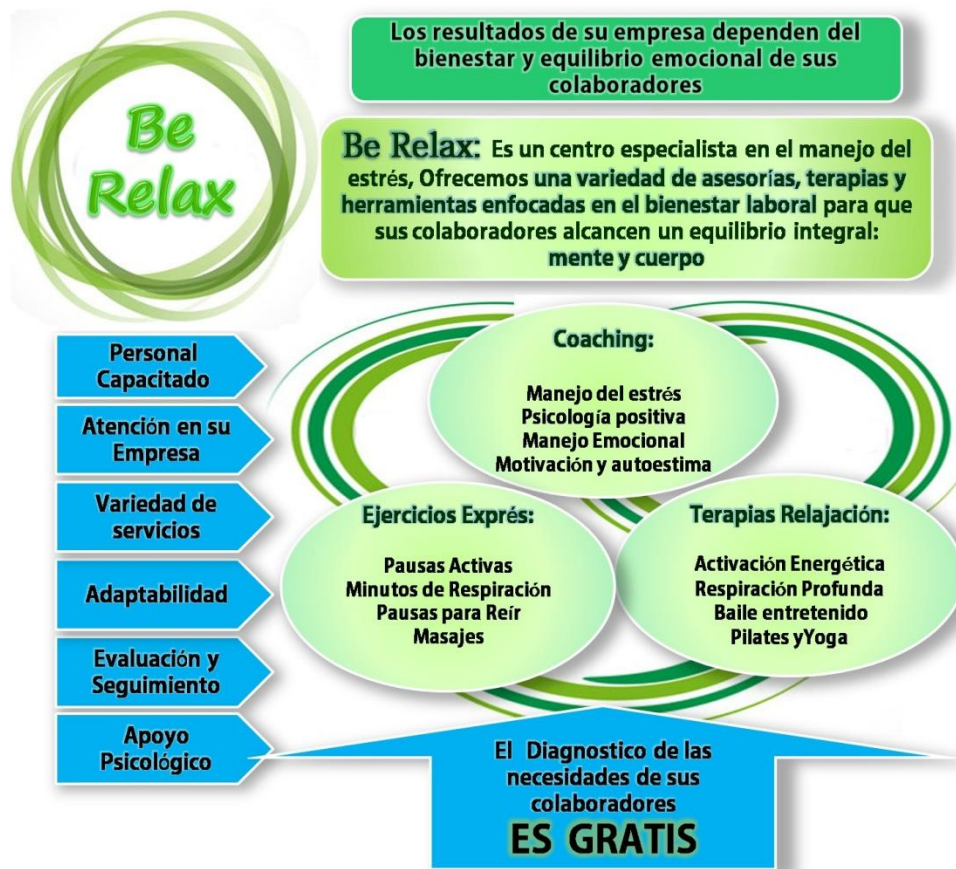 Be
Relax
Los resultados de su empresa dependen del
bienestar y equilibrio emocional de sus
colaboradores
Be Relax: Es un centro especialista en el manejo del
estrés, Ofrecemos una variedad de asesorías, terapias y
herramientas enfocadas en el bienestar laboral para que
sus colaboradores alcancen un equilibrio integral:
mente y cuerpo
Personal
Capacitado
Atención en su
Empresa
Variedad de
servicios
Adaptabilidad
Evaluación y
Seguimiento
Apoyo
Psicológico
Coaching:
Manejo del estrés
Psicología positiva
Manejo Emocional
Motivación y autoestima
Ejercicios Exprés:
Pausas Activas
Minutos de Respiración
Pausas para Reír
Masajes
Terapias Relajación:
Activación Energética
Respiración Profunda
Baile entretenido
Pilates yYoga
El Diagnostico de las
necesidades de sus
colaboradores
ES GRATIS